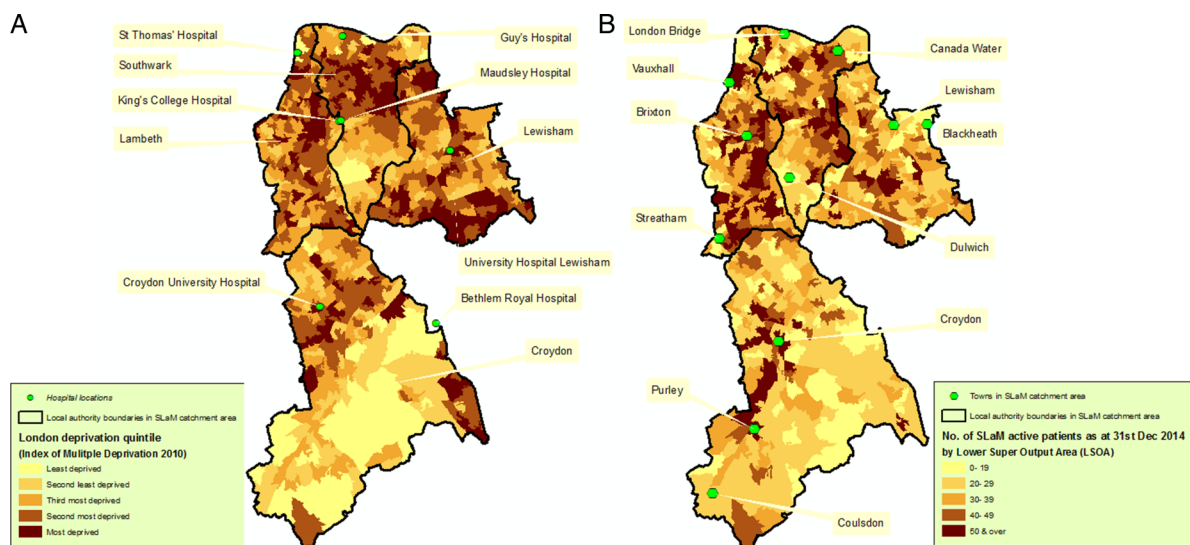 A
St Thomas' Hospital
Southwark
King's College Hospital
Lambeth
Guy's Hospital
Maudsley Hospital
Lewisham
University Hospital Lewisham
Croydon University Hospital
Bethlem Royal Hospital
Croydon
Hospital locations
Local authority boundaries in SLaM catchment area
London deprivation quintile
(Index of Mulitple Deprivation 2010)
Least deprived
Second least deprived
Third most deprived
Second most deprived
Most deprived
B
London Bridge
Vauxhall
Brixton
Streatham
Canada Water
Lewisham
Blackheath
Dulwich
Croydon
Purley
Coulsdon
Towns in SLaM catchment area
Local authority boundaries in SLaM catchment area
No. of SLaM active patients as at 31st Dec 2014
by Lower Super Output Area (LSOA)
0- 19
20- 29
30- 39
40- 49
50 & over